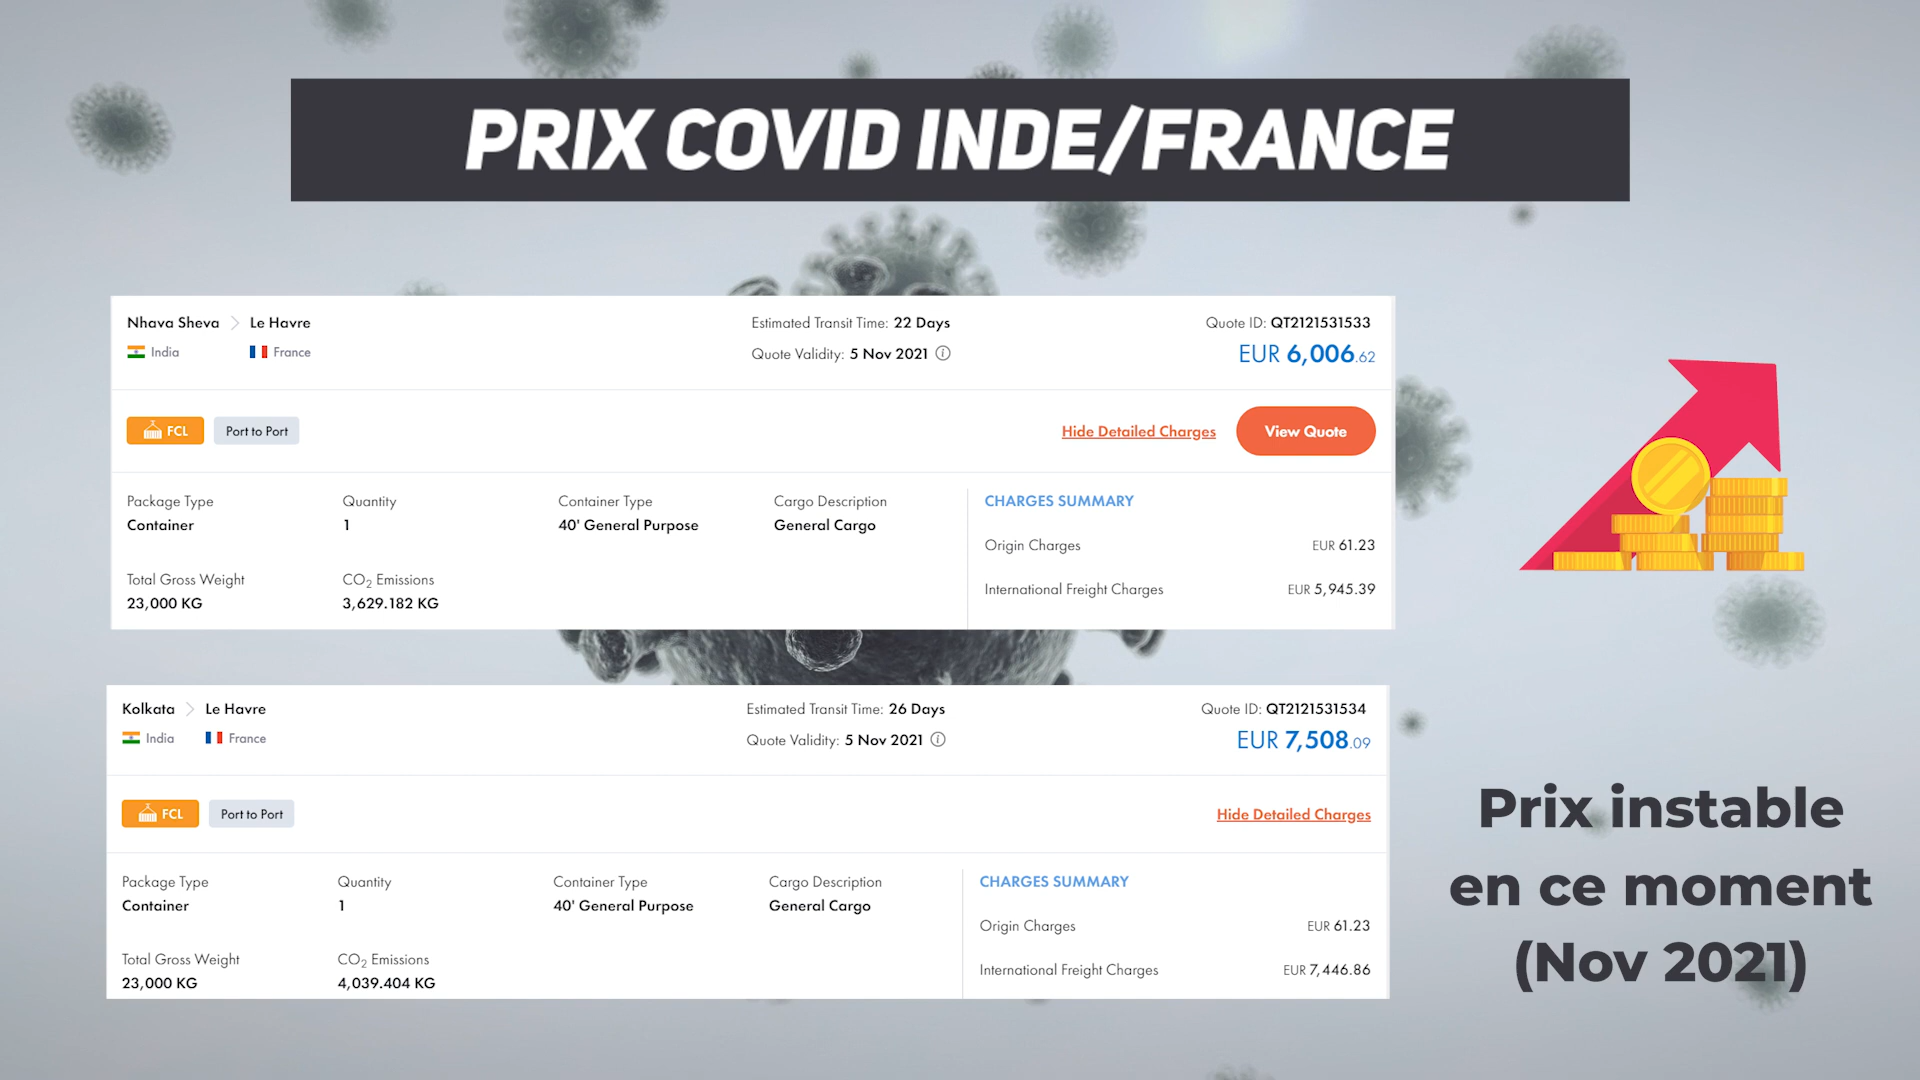 PRIX COVID INDE/FRANCE
Nhava Sheva > Le Havre
India France
Estimated Transit Time: 22 Days
Quote Validity: 5 Nov 2021
Quote ID: QT2121531533
EUR 6,006.62
FCL Port to Port
Hide Detailed Charges View Quote
Package Type Quantity Container Type Cargo Description
Container 1 40' General Purpose General Cargo
Total Gross Weight CO2 Emissions
23,000 KG 3,629.182 KG
CHARGES SUMMARY
Origin Charges EUR 61.23
International Freight Charges EUR 5,945.39
Kolkata > Le Havre
India France
Estimated Transit Time: 26 Days
Quote Validity: 5 Nov 2021
Quote ID: QT2121531534
EUR 7,508.09
FCL Port to Port
Hide Detailed Charges
Package Type Quantity Container Type Cargo Description
Container 1 40' General Purpose General Cargo
Total Gross Weight CO2 Emissions
23,000 KG 4,039.404 KG
CHARGES SUMMARY
Origin Charges EUR 61.23
International Freight Charges EUR 7,446.86
Prix instable
en ce moment
(Nov 2021)